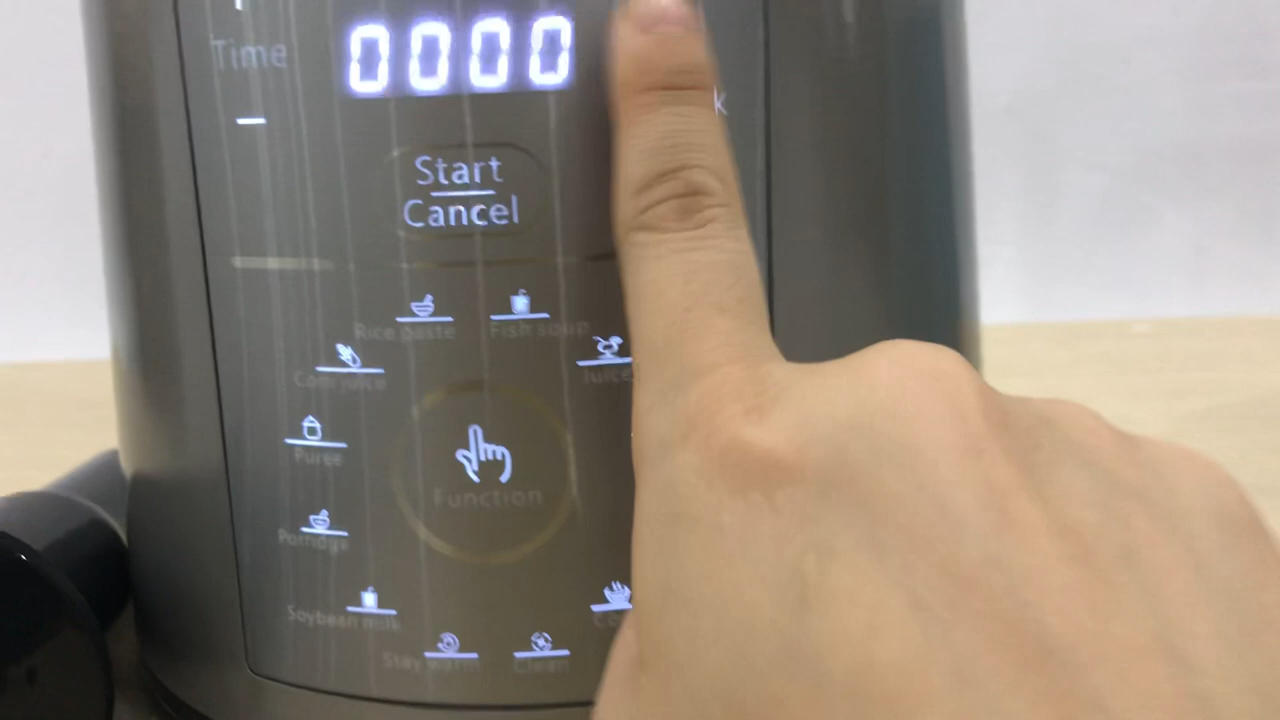 Time
0000
k
Start
Cancel
Rice paste
Fish soup
Corn juice
Juice
Puree
Function
Porridge
Soybean milk
Stay warm
Clean